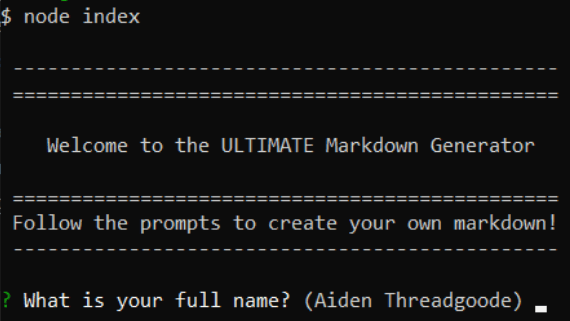 $ node index
-----------------------------------------------
===============================================
Welcome to the ULTIMATE Markdown Generator
===============================================
Follow the prompts to create your own markdown!
-----------------------------------------------
? What is your full name? (Aiden Threadgoode)